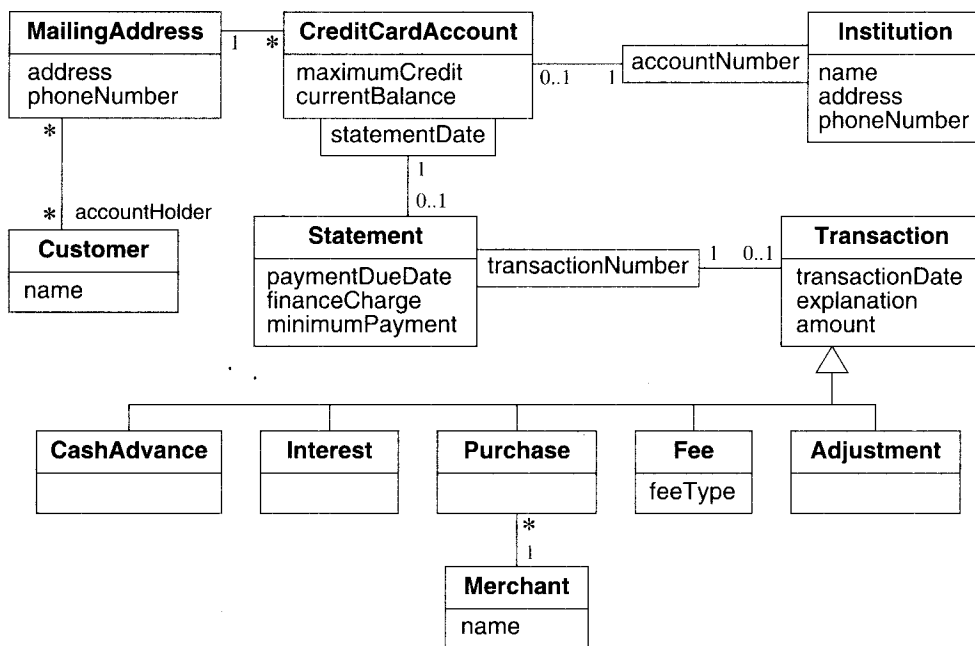 MailingAddress
address
phoneNumber
1
*
CreditCardAccount
maximumCredit
currentBalance
statementDate
0..1
1
accountNumber
Institution
name
address
phoneNumber
*
*
accountHolder
Customer
name
1
0..1
Statement
paymentDueDate
financeCharge
minimumPayment
transactionNumber
1
0..1
Transaction
transactionDate
explanation
amount
CashAdvance
Interest
Purchase
Fee
feeType
Adjustment
*
1
Merchant
name